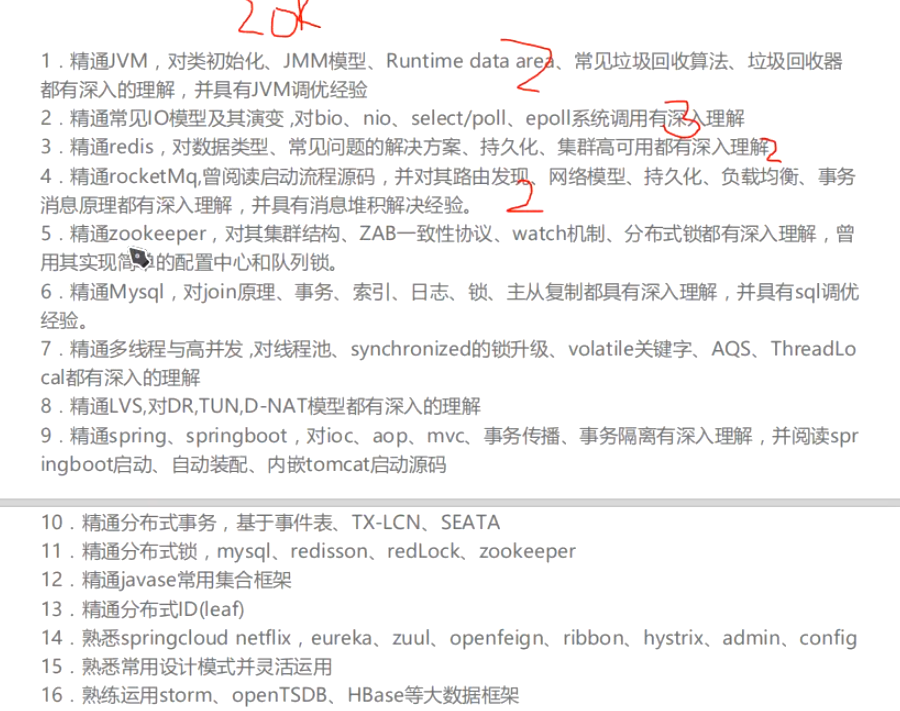 20K
1．精通JVM，对类初始化、JMM模型、Runtime data area、常见垃圾回收算法、垃圾回收器
2
都有深入的理解，并具有JVM调优经验
2．精通常见IO模型及其演变 ,对bio、nio、select/poll、epoll系统调用有深入理解
3
3．精通redis，对数据类型、常见问题的解决方案、持久化、集群高可用都有深入理解
2
4．精通rocketMq,曾阅读启动流程源码，并对其路由发现、网络模型、持久化、负载均衡、事务
2
消息原理都有深入理解，并具有消息堆积解决经验。
5．精通zookeeper，对其集群结构、ZAB一致性协议、watch机制、分布式锁都有深入理解，曾
用其实现简单的配置中心和队列锁。
6．精通Mysql，对join原理、事务、索引、日志、锁、主从复制都具有深入理解，并具有sql调优
经验。
7．精通多线程与高并发 ,对线程池、synchronized的锁升级、volatile关键字、AQS、ThreadLo
cal都有深入的理解
8．精通LVS,对DR,TUN,D-NAT模型都有深入的理解
9．精通spring、springboot，对ioc、aop、mvc、事务传播、事务隔离有深入理解，并阅读spr
ingboot启动、自动装配、内嵌tomcat启动源码
10．精通分布式事务，基于事件表、TX-LCN、SEATA
11．精通分布式锁，mysql、redisson、redLock、zookeeper
12．精通javase常用集合框架
13．精通分布式ID(leaf)
14．熟悉springcloud netflix，eureka、zuul、openfeign、ribbon、hystrix、admin、config
15．熟悉常用设计模式并灵活运用
16．熟练运用storm、openTSDB、HBase等大数据框架